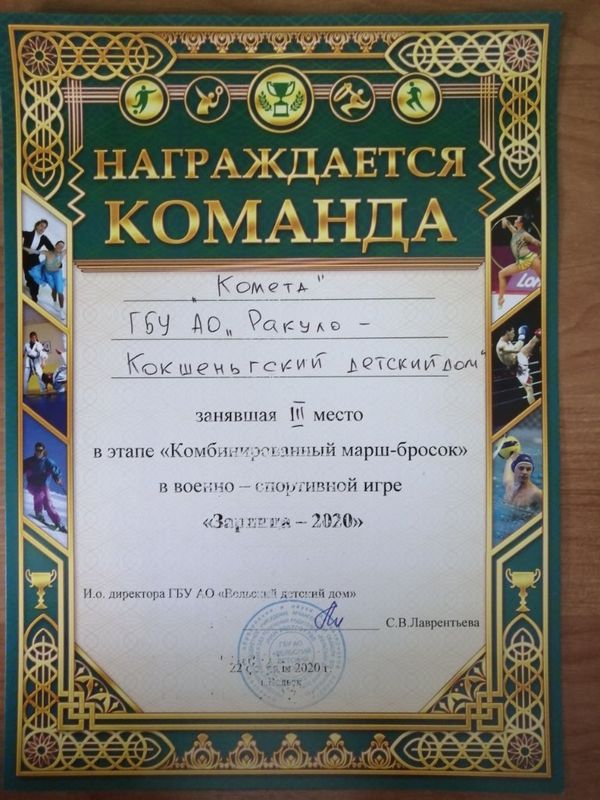 НАГРАЖДАЕТСЯ
КОМАНДА
„Комета"
ГБУ АО „Ракуло -
Кокшеньгский детский дом"
занявшая III место
в этапе «Комбинированный марш-бросок»
в военно – спортивной игре
«Зарница – 2020»
И.о. директора ГБУ АО «Вельский детский дом»
С.В.Лаврентьева
22 2020 г.
г.Вельск